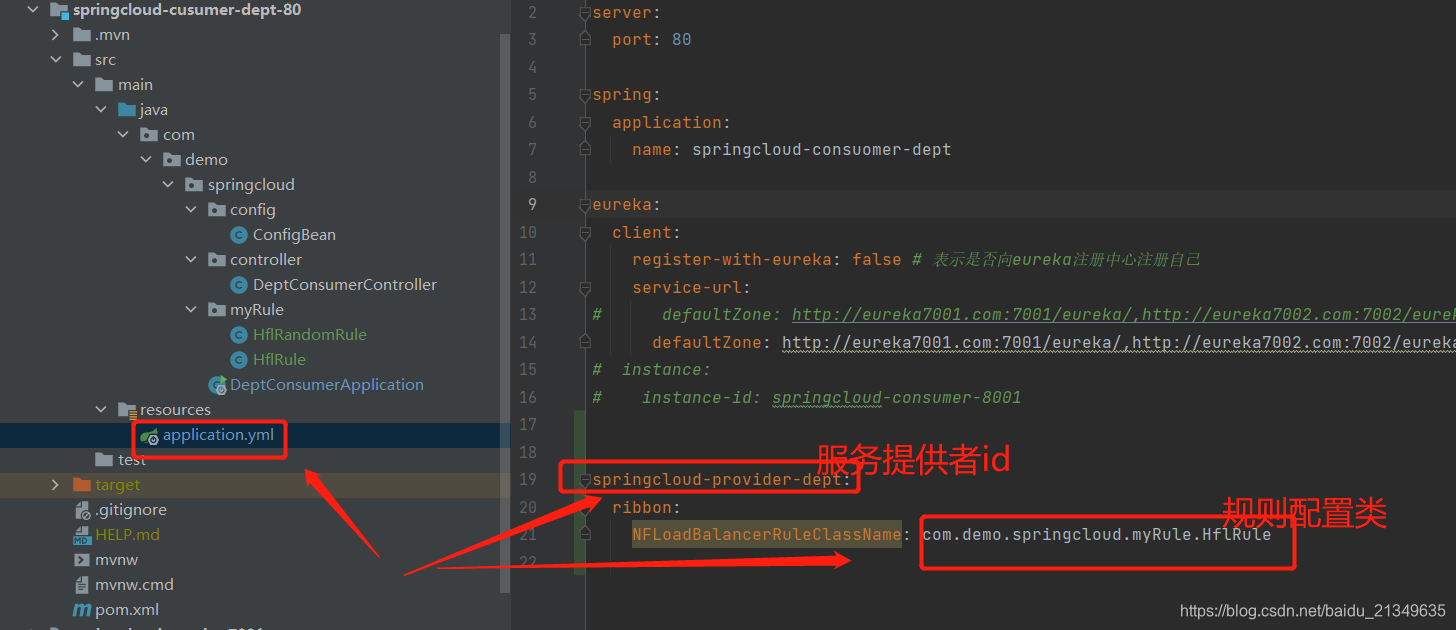 springcloud-cusumer-dept-80
.mvn
src
main
java
com
demo
springcloud
config
ConfigBean
controller
DeptConsumerController
myRule
HflRandomRule
HflRule
DeptConsumerApplication
resources
application.yml
test
target
.gitignore
HELP.md
mvnw
mvnw.cmd
pom.xml
2 server:
3 port: 80
4
5 spring:
6 application:
7 name: springcloud-consuomer-dept
8
9 eureka:
10 client:
11 register-with-eureka: false # 表示是否向eureka注册中心注册自己
12 service-url:
13 # defaultZone: http://eureka7001.com:7001/eureka/,http://eureka7002.com:7002/eurek
14 defaultZone: http://eureka7001.com:7001/eureka/,http://eureka7002.com:7002/eureka
15 # instance:
16 # instance-id: springcloud-consumer-8001
17
18
服务提供者id
19 springcloud-provider-dept:
20 ribbon:
规则配置类
21 NFLoadBalancerRuleClassName: com.demo.springcloud.myRule.HflRule
22
https://blog.csdn.net/baidu_21349635